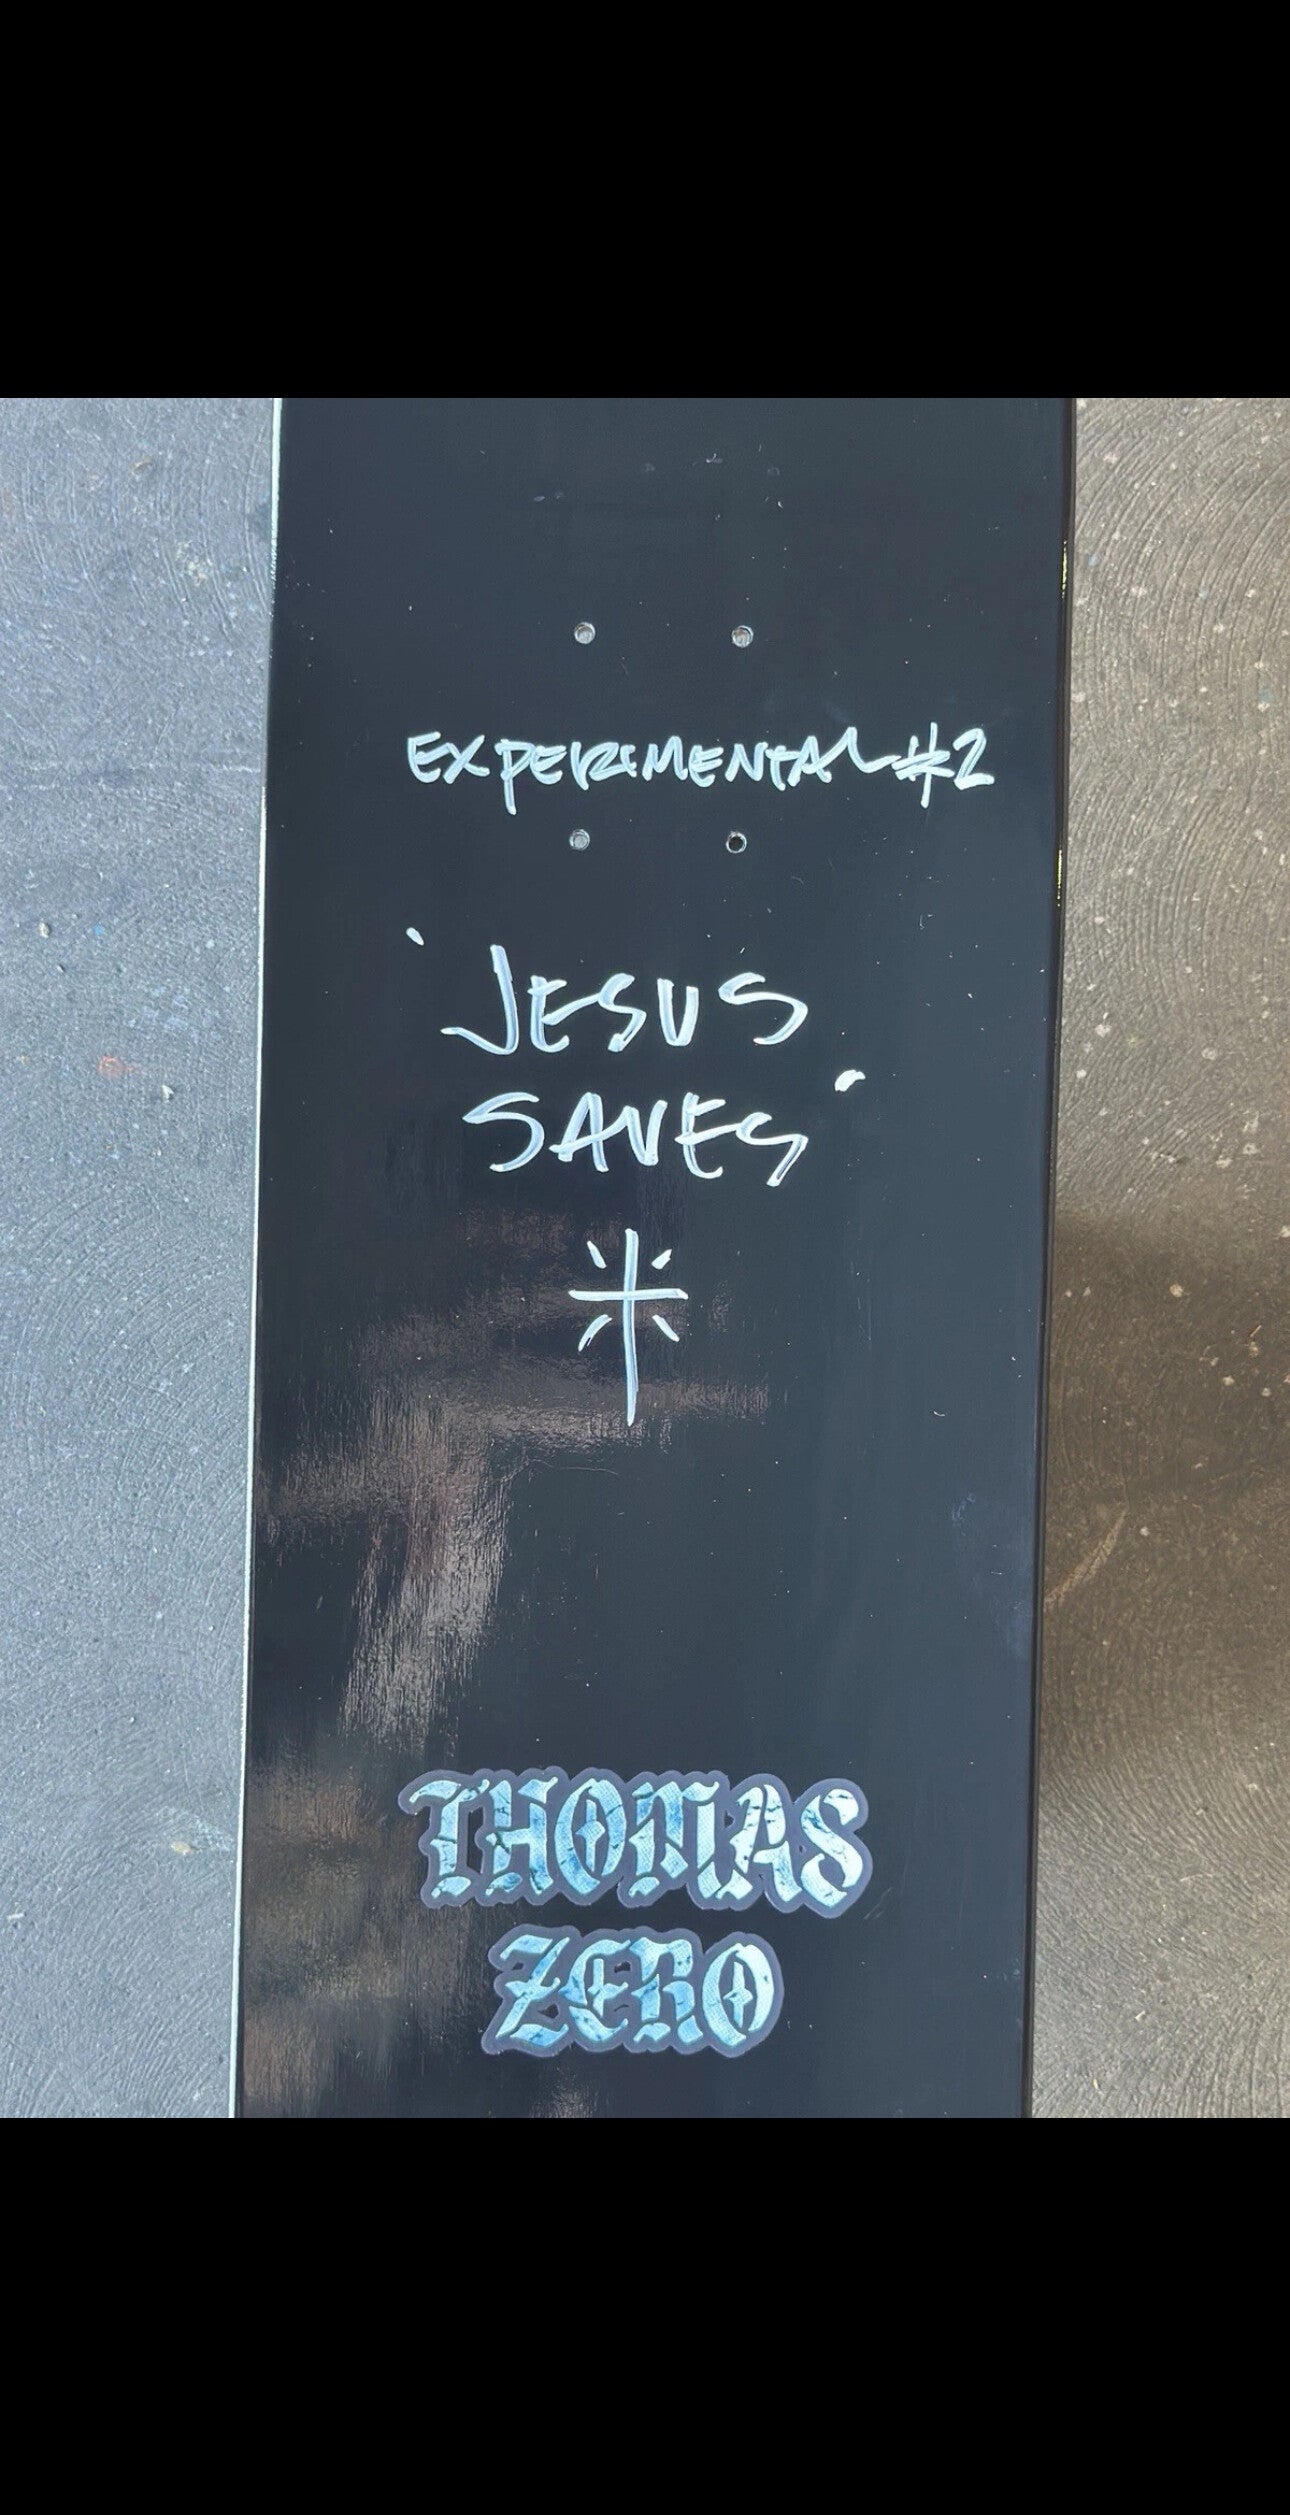 EXPERIMENTAL #2
'JESUS
SAVES'
THOMAS
ZERO